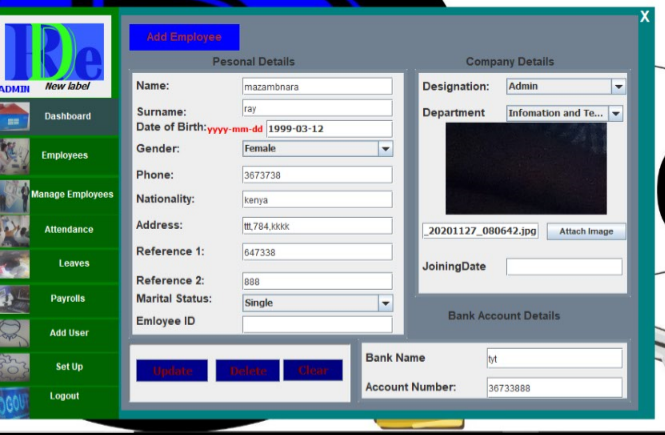 X
Add Employee
ADMIN New label
Dashboard
Employees
Manage Employees
Attendance
Leaves
Payrolls
Add User
Set Up
Logout
Pesonal Details
Name: mazambnara
Surname: ray
Date of Birth: yyyy-mm-dd 1999-03-12
Gender: Female
Phone: 3673738
Nationality: kenya
Address: ttt,784,kkkk
Reference 1: 647338
Reference 2: 888
Marital Status: Single
Emloyee ID
Update Delete Clear
Company Details
Designation: Admin
Department Infomation and Te...
_20201127_080642.jpg Attach Image
JoiningDate
Bank Account Details
Bank Name tyt
Account Number: 36733888